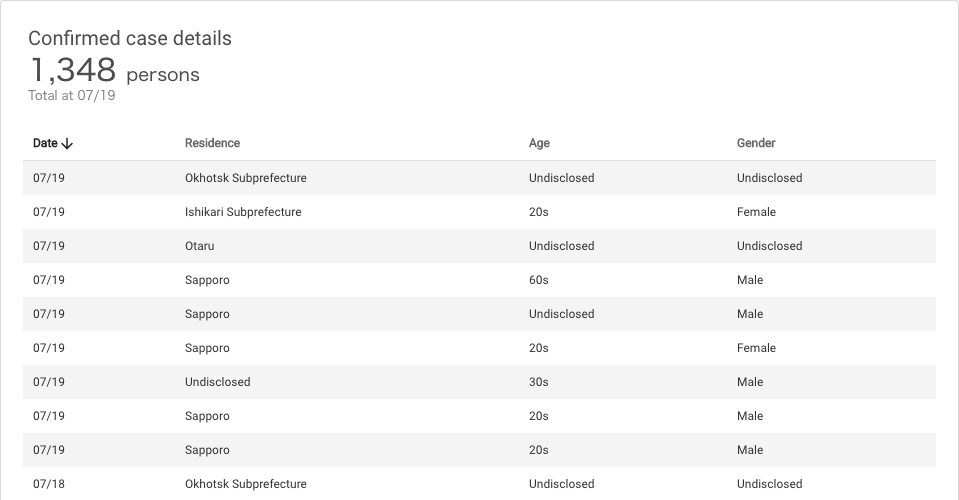 Confirmed case details
1,348 persons
Total at 07/19
Date Residence Age Gender
07/19 Okhotsk Subprefecture Undisclosed Undisclosed
07/19 Ishikari Subprefecture 20s Female
07/19 Otaru Undisclosed Undisclosed
07/19 Sapporo 60s Male
07/19 Sapporo Undisclosed Male
07/19 Sapporo 20s Female
07/19 Undisclosed 30s Male
07/19 Sapporo 20s Male
07/19 Sapporo 20s Male
07/18 Okhotsk Subprefecture Undisclosed Undisclosed